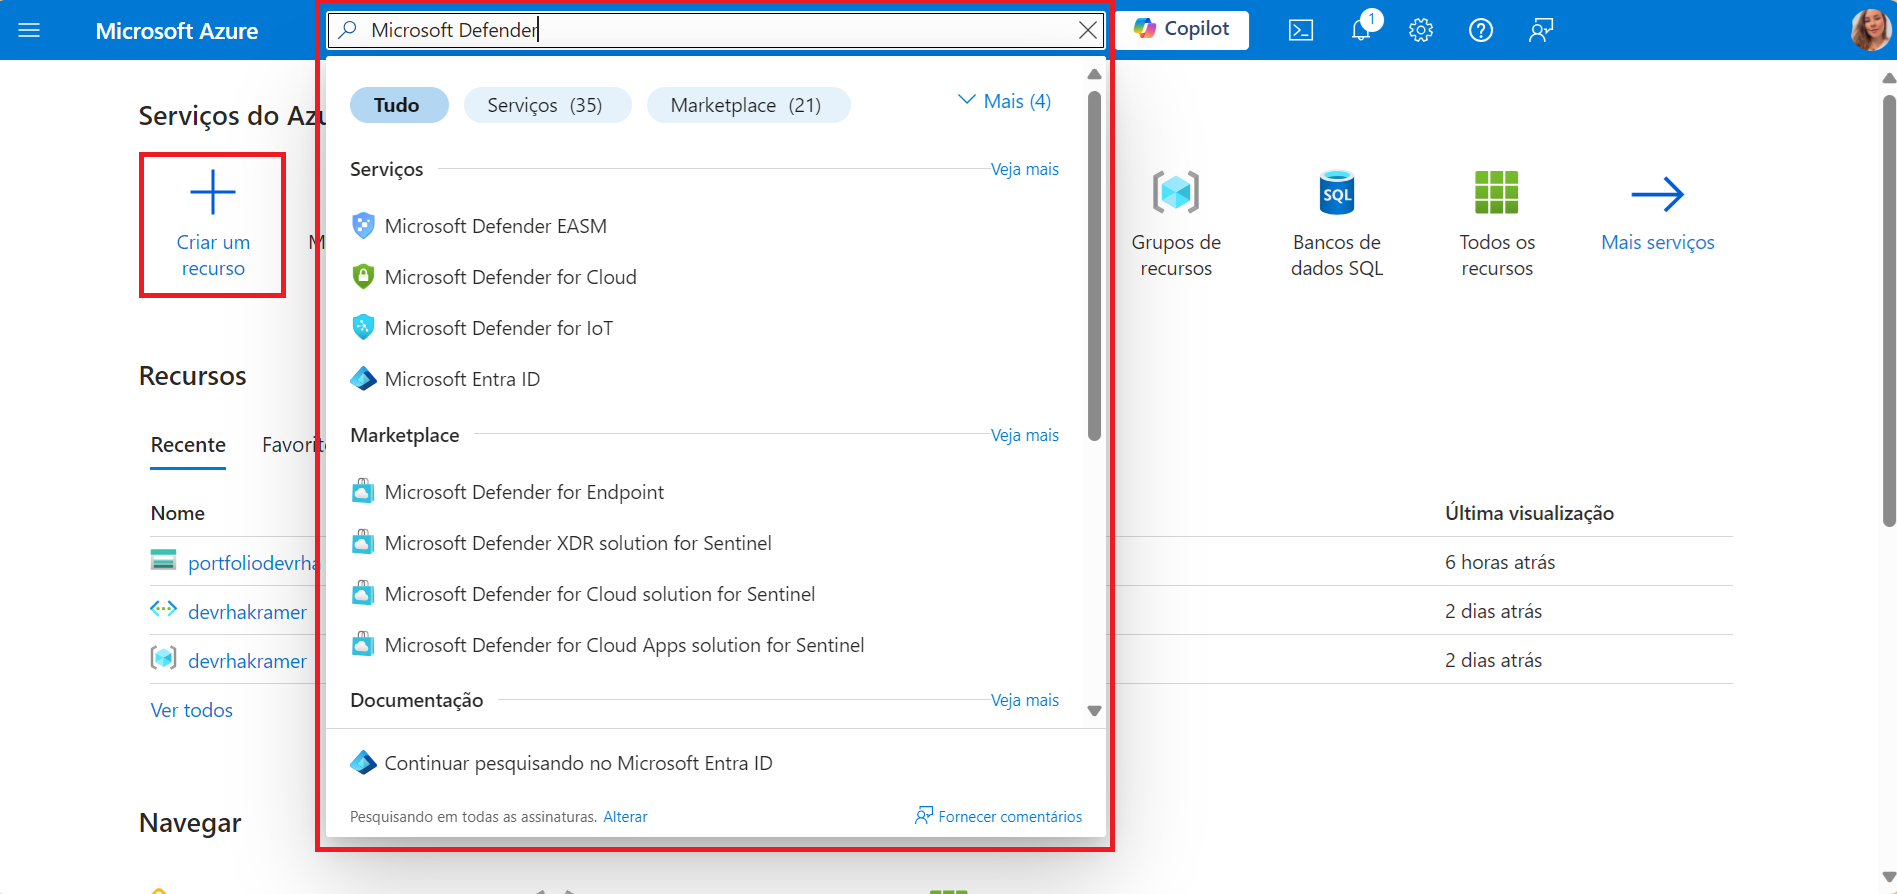 Microsoft Azure
Microsoft Defender
Copilot
1
Tudo
Serviços (35)
Marketplace (21)
Mais (4)
Serviços do Azu
Criar um
recurso
M
Serviços
Veja mais
Microsoft Defender EASM
Microsoft Defender for Cloud
Microsoft Defender for IoT
Microsoft Entra ID
Marketplace
Veja mais
Microsoft Defender for Endpoint
Microsoft Defender XDR solution for Sentinel
Microsoft Defender for Cloud solution for Sentinel
Microsoft Defender for Cloud Apps solution for Sentinel
Documentação
Veja mais
Continuar pesquisando no Microsoft Entra ID
Pesquisando em todas as assinaturas. Alterar
Fornecer comentários
Grupos de
recursos
SQL
Bancos de
dados SQL
Todos os
recursos
Mais serviços
Recursos
Recente
Favorit
Nome
Última visualização
portfoliodevrha
6 horas atrás
devrhakramer
2 dias atrás
devrhakramer
2 dias atrás
Ver todos
Navegar